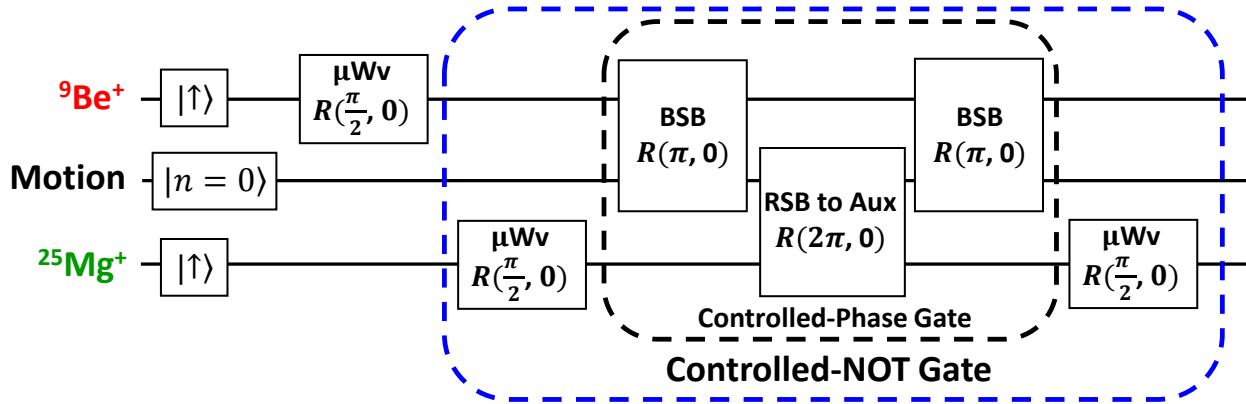 ⁹Be⁺
|↑⟩
μWv
R(π/2, 0)
BSB
R(π, 0)
BSB
R(π, 0)
Motion
|n = 0⟩
RSB to Aux
R(2π, 0)
²⁵Mg⁺
|↑⟩
μWv
R(π/2, 0)
μWv
R(π/2, 0)
Controlled-Phase Gate
Controlled-NOT Gate